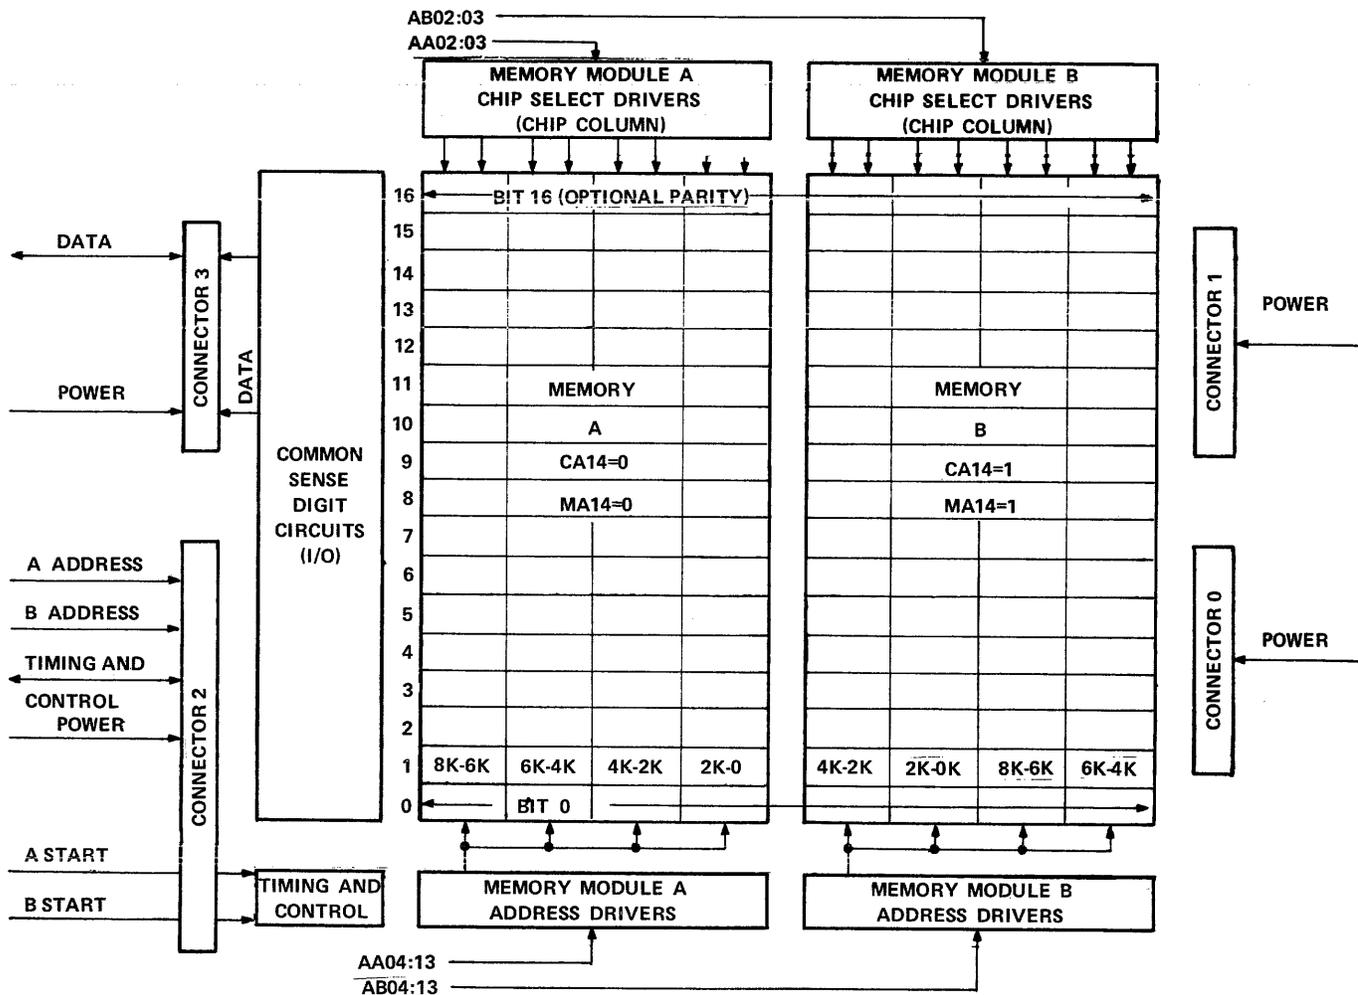 AB02:03
AA02:03
MEMORY MODULE A
CHIP SELECT DRIVERS
(CHIP COLUMN)
MEMORY MODULE B
CHIP SELECT DRIVERS
(CHIP COLUMN)
16
BIT 16 (OPTIONAL PARITY)
15
14
13
12
11
10
9
8
7
6
5
4
3
2
1
0
MEMORY
A
CA14=0
MA14=0
MEMORY
B
CA14=1
MA14=1
8K-6K
6K-4K
4K-2K
2K-0
4K-2K
2K-0K
8K-6K
6K-4K
BIT 0
DATA
POWER
CONNECTOR 3
DATA
COMMON
SENSE
DIGIT
CIRCUITS
(I/O)
A ADDRESS
B ADDRESS
TIMING AND
CONTROL
POWER
CONNECTOR 2
A START
B START
TIMING AND
CONTROL
MEMORY MODULE A
ADDRESS DRIVERS
MEMORY MODULE B
ADDRESS DRIVERS
AA04:13
AB04:13
CONNECTOR 1
POWER
CONNECTOR 0
POWER